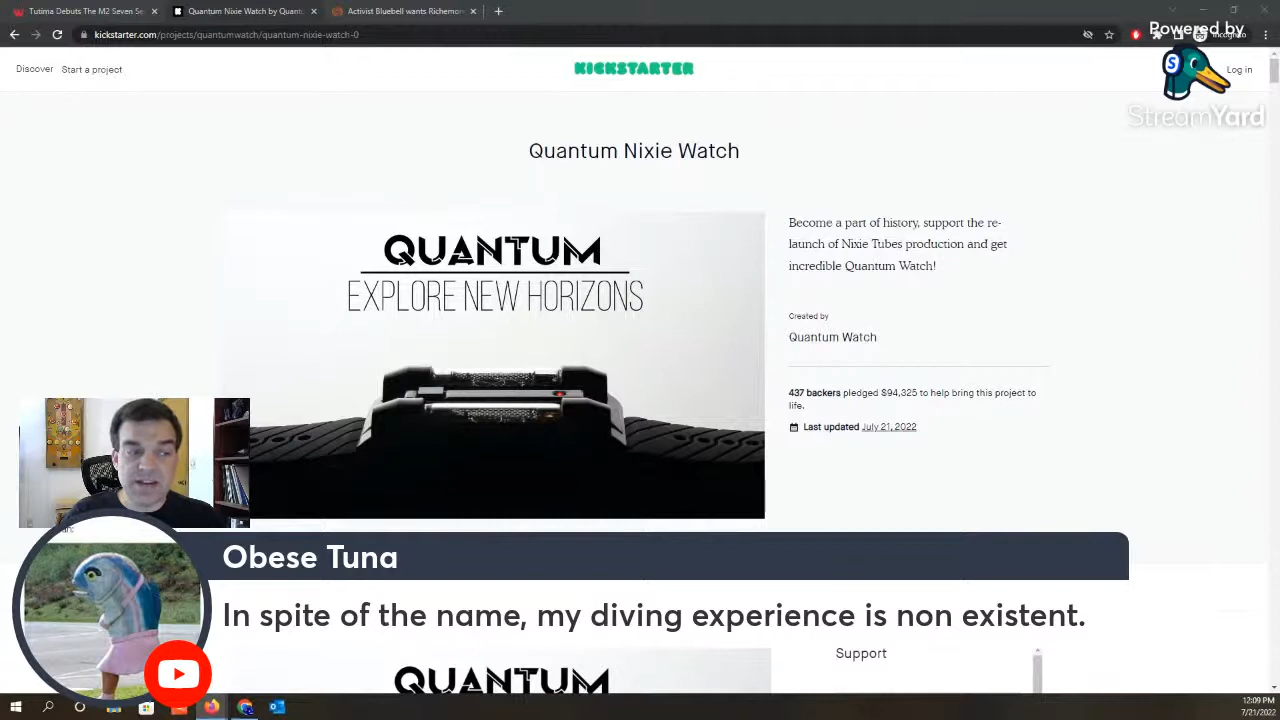 Tutima Debuts The M2 Seven Se
Quantum Nixie Watch by Quant
Activist Bluebell wants Richemon
kickstarter.com/projects/quantumwatch/quantum-nixie-watch-0
Powered by
StreamYard
Discover
Start a project
KICKSTARTER
Log in
Quantum Nixie Watch
QUANTUM
EXPLORE NEW HORIZONS
Become a part of history, support the re-
launch of Nixie Tubes production and get
incredible Quantum Watch!
Created by
Quantum Watch
437 backers pledged $94,325 to help bring this project to
life.
Last updated July 21, 2022
Obese Tuna
In spite of the name, my diving experience is non existent.
QUANTUM
Support
12:09 PM
7/21/2022